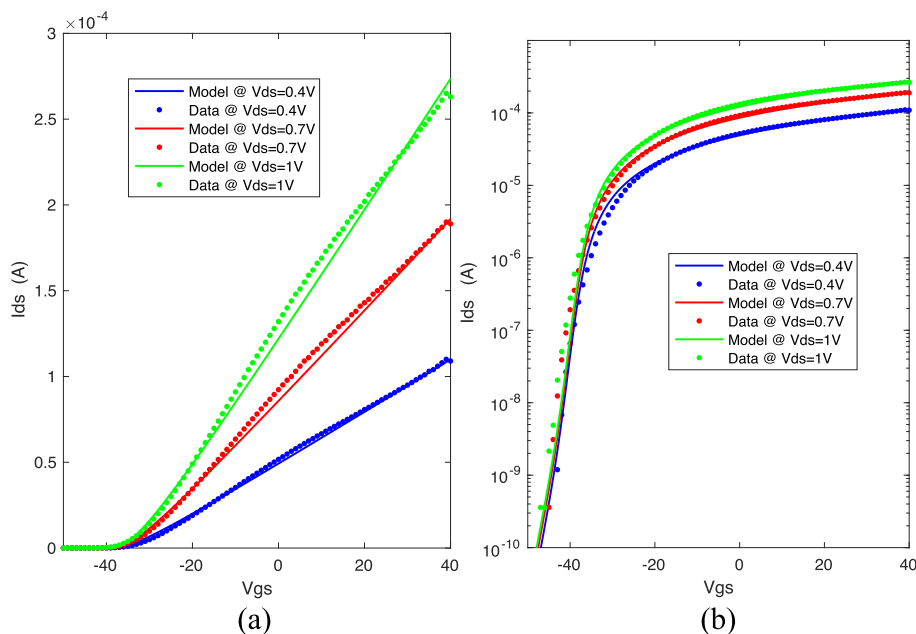 ×10⁻⁴
3
2.5
2
1.5
1
0.5
0
-40
-20
0
20
40
Ids (A)
Vgs
Model @ Vds=0.4V
Data @ Vds=0.4V
Model @ Vds=0.7V
Data @ Vds=0.7V
Model @ Vds=1V
Data @ Vds=1V
(a)
10⁻⁴
10⁻⁵
10⁻⁶
10⁻⁷
10⁻⁸
10⁻⁹
10⁻¹⁰
-40
-20
0
20
40
Ids (A)
Vgs
Model @ Vds=0.4V
Data @ Vds=0.4V
Model @ Vds=0.7V
Data @ Vds=0.7V
Model @ Vds=1V
Data @ Vds=1V
(b)